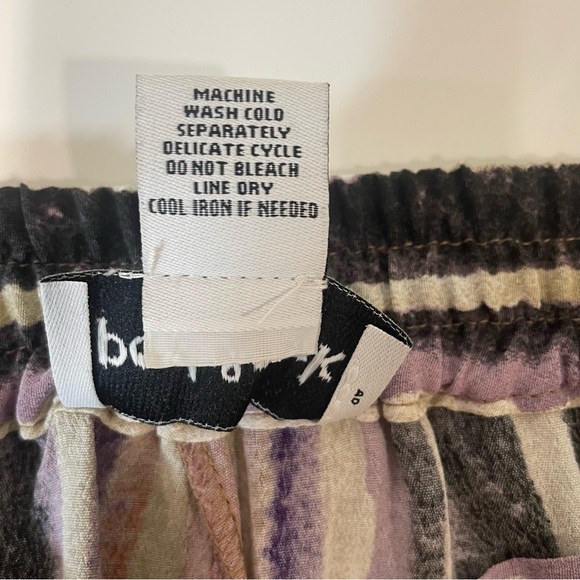 MACHINE
WASH COLD
SEPARATELY
DELICATE CYCLE
DO NOT BLEACH
LINE DRY
COOL IRON IF NEEDED